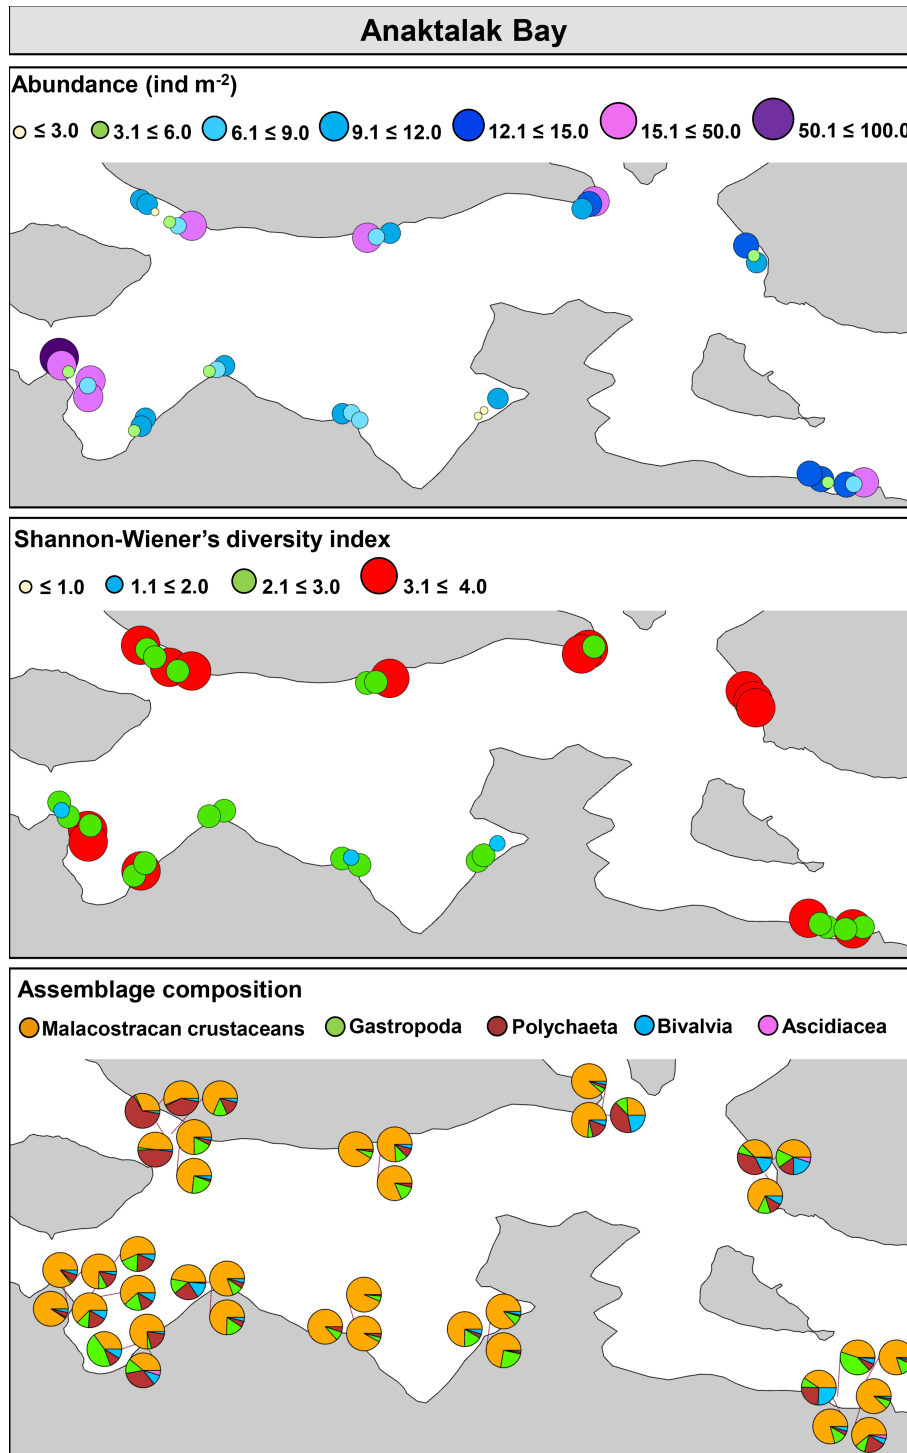 Anaktalak Bay
Abundance (ind m-2)
≤ 3.0 3.1 ≤ 6.0 6.1 ≤ 9.0 9.1 ≤ 12.0 12.1 ≤ 15.0 15.1 ≤ 50.0 50.1 ≤ 100.0
Shannon-Wiener’s diversity index
≤ 1.0 1.1 ≤ 2.0 2.1 ≤ 3.0 3.1 ≤ 4.0
Assemblage composition
Malacostracan crustaceans Gastropoda Polychaeta Bivalvia Ascidiacea